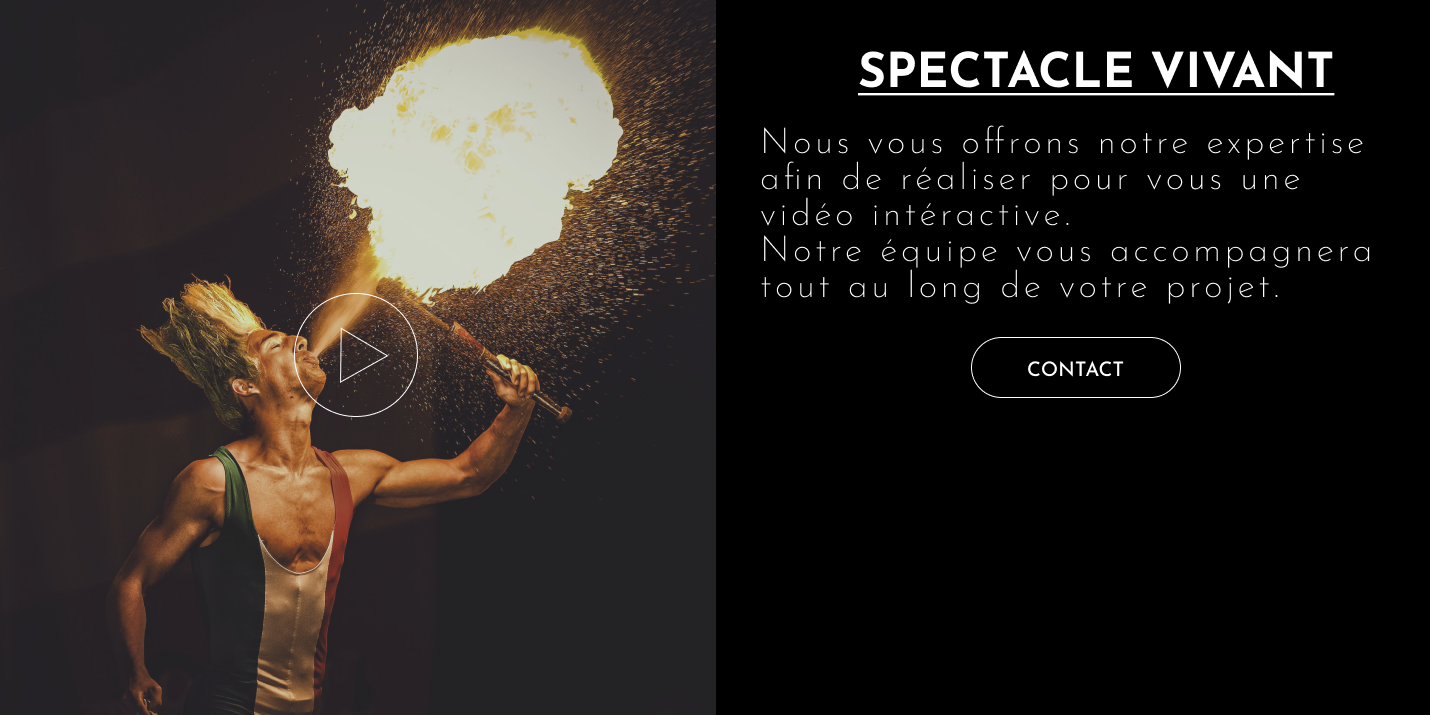 SPECTACLE VIVANT
Nous vous offrons notre expertise
afin de réaliser pour vous une
vidéo intéractive.
Notre équipe vous accompagnera
tout au long de votre projet.
CONTACT